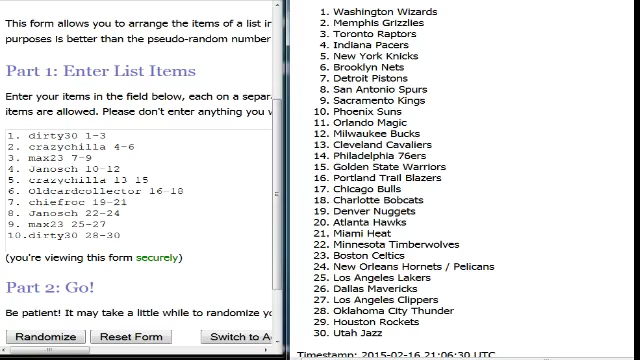 This form allows you to arrange the items of a list in
purposes is better than the pseudo-random number
Part 1: Enter List Items
Enter your items in the field below, each on a separa
items are allowed. Please don't enter anything you w
1. dirty30 1-3
2. crazychilla 4-6
3. max23 7-9
4. Janosch 10-12
5. crazychilla 13 15
6. Oldcardcollector 16-18
7. chiefroc 19-21
8. Janosch 22-24
9. max23 25-27
10.dirty30 28-30
(you're viewing this form securely)
Part 2: Go!
Be patient! It may take a little while to randomize yo
Randomize Reset Form Switch to A
1. Washington Wizards
2. Memphis Grizzlies
3. Toronto Raptors
4. Indiana Pacers
5. New York Knicks
6. Brooklyn Nets
7. Detroit Pistons
8. San Antonio Spurs
9. Sacramento Kings
10. Phoenix Suns
11. Orlando Magic
12. Milwaukee Bucks
13. Cleveland Cavaliers
14. Philadelphia 76ers
15. Golden State Warriors
16. Portland Trail Blazers
17. Chicago Bulls
18. Charlotte Bobcats
19. Denver Nuggets
20. Atlanta Hawks
21. Miami Heat
22. Minnesota Timberwolves
23. Boston Celtics
24. New Orleans Hornets / Pelicans
25. Los Angeles Lakers
26. Dallas Mavericks
27. Los Angeles Clippers
28. Oklahoma City Thunder
29. Houston Rockets
30. Utah Jazz
Timestamp: 2015-02-16 21:06:30 UTC